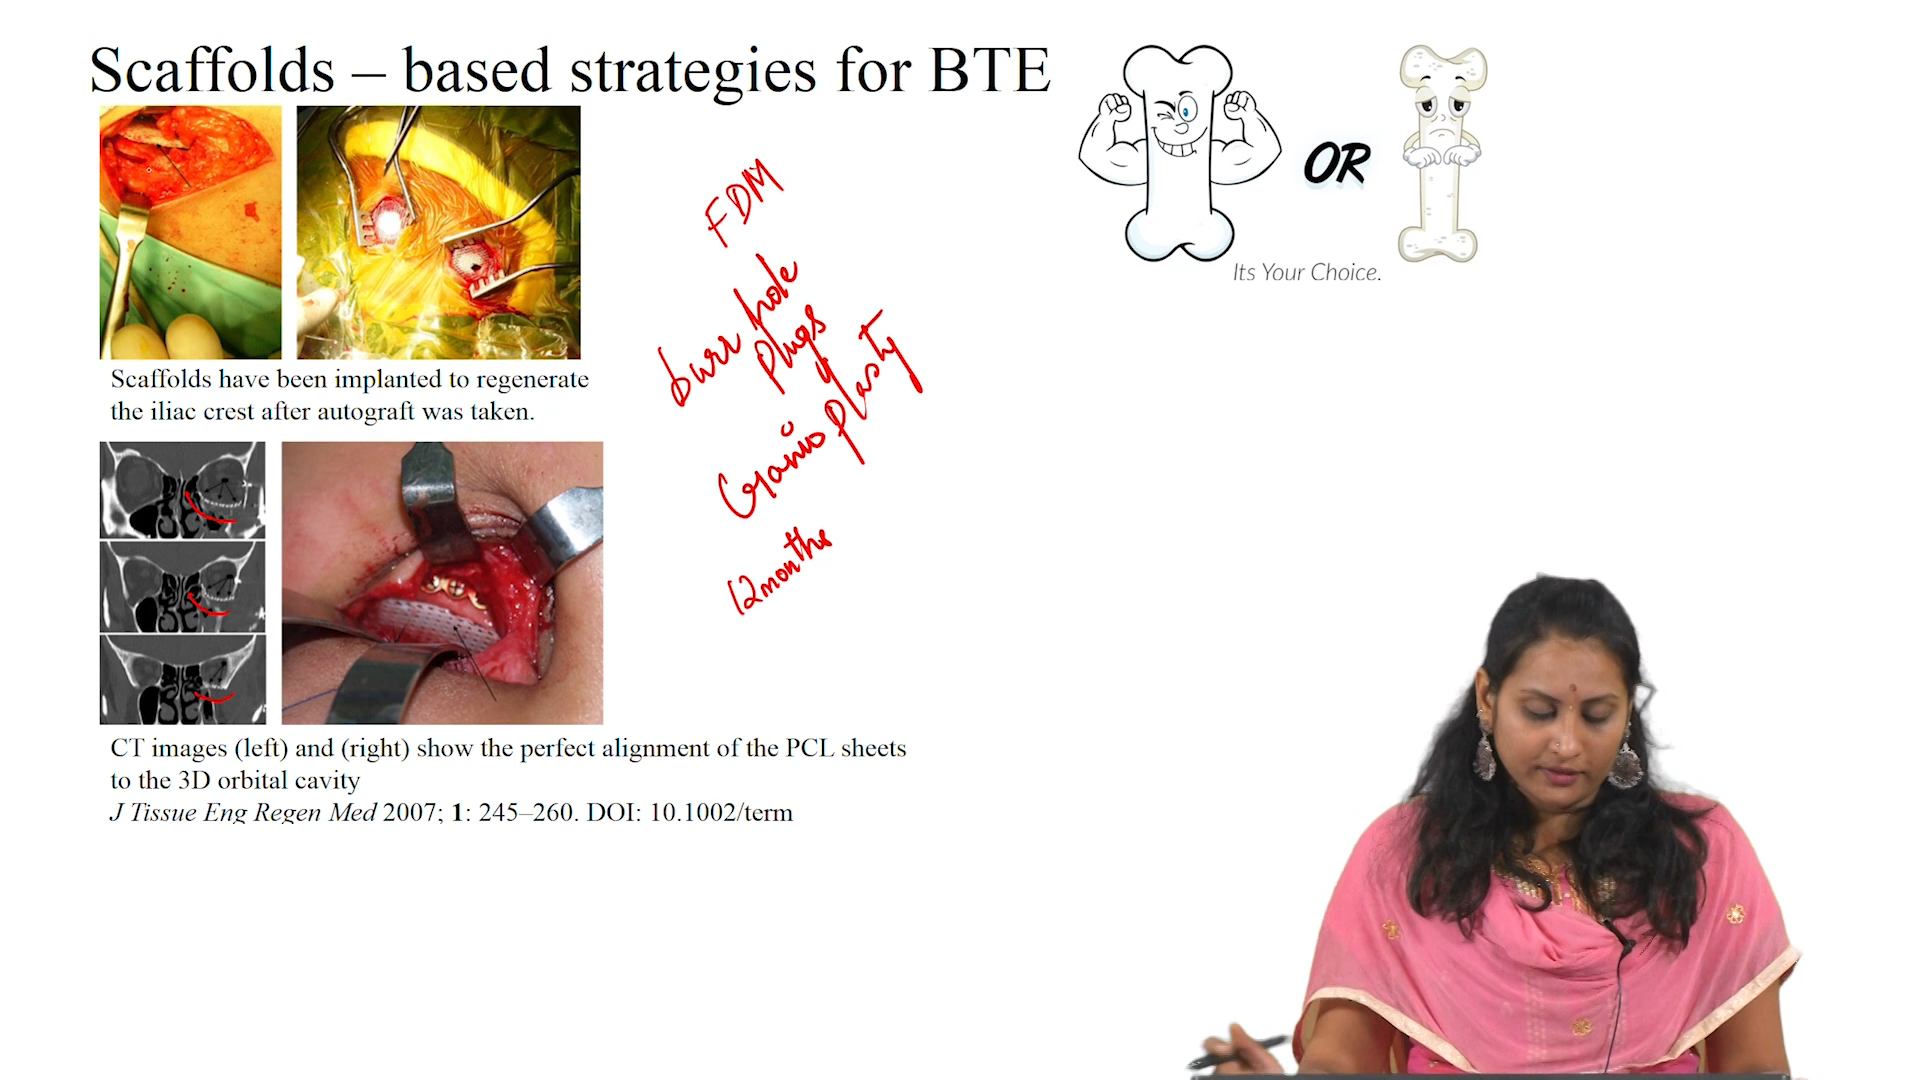 Scaffolds – based strategies for BTE
OR
Its Your Choice.
Scaffolds have been implanted to regenerate
the iliac crest after autograft was taken.
FDM
burr hole
plugs
Cranioplasty
12months
CT images (left) and (right) show the perfect alignment of the PCL sheets
to the 3D orbital cavity
J Tissue Eng Regen Med 2007; 1: 245–260. DOI: 10.1002/term